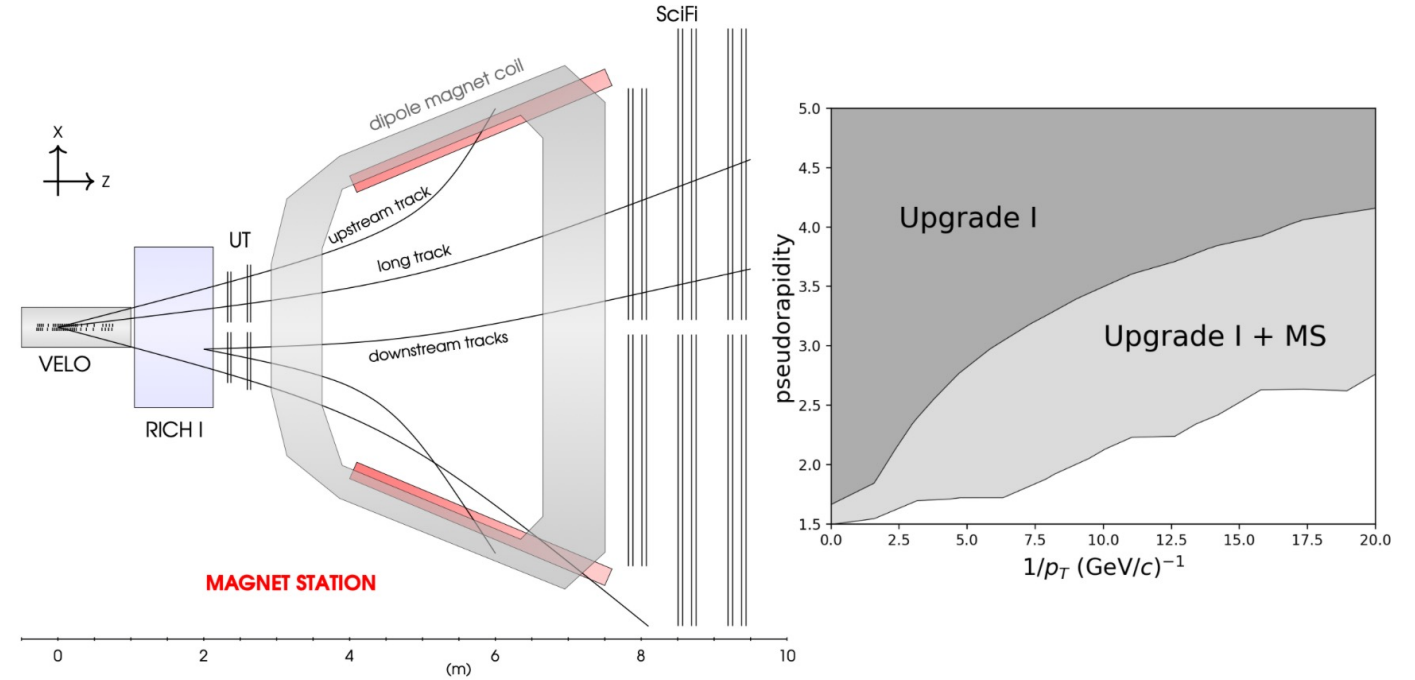 SciFi
dipole magnet coil
X
Z
UT
upstream track
long track
downstream tracks
VELO
RICH I
MAGNET STATION
0 2 4 6 8 10
(m)
5.0
4.5
4.0
3.5
3.0
2.5
2.0
1.5
pseudorapidity
Upgrade I
Upgrade I + MS
0.0 2.5 5.0 7.5 10.0 12.5 15.0 17.5 20.0
1/p_T (GeV/c)⁻¹